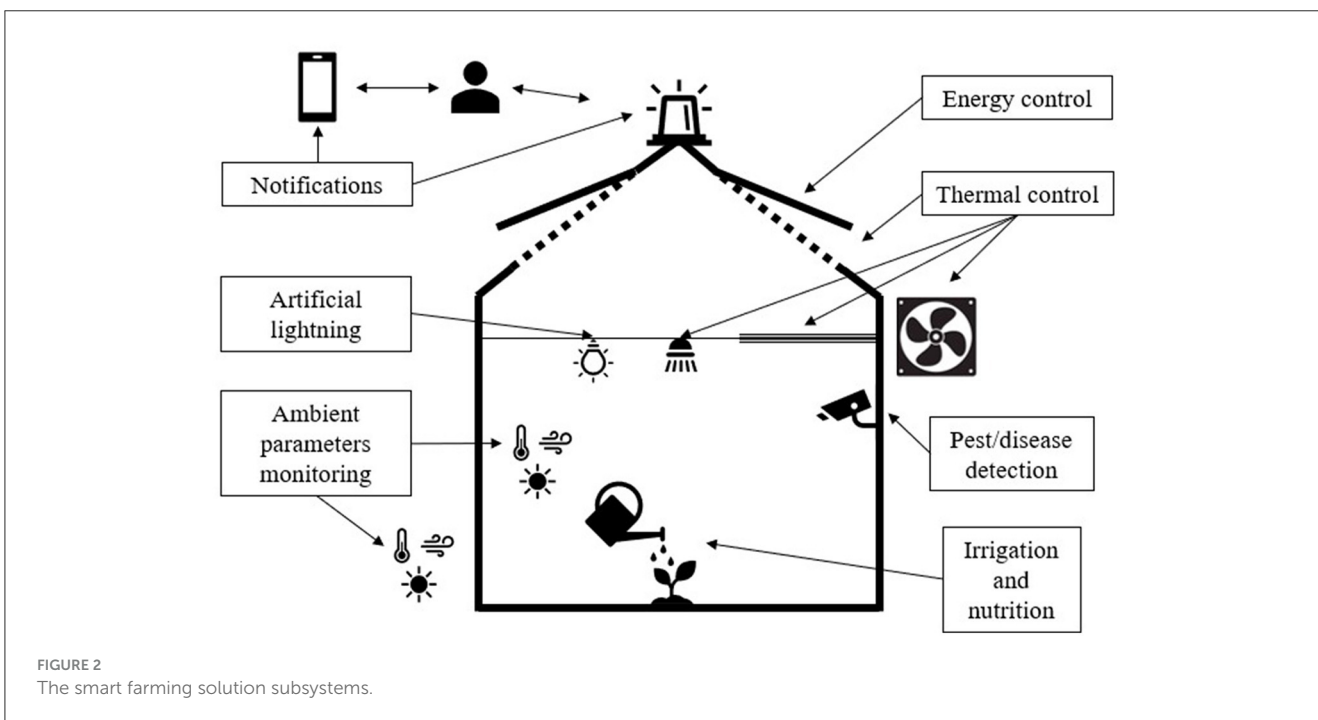 Energy control
Notifications
Thermal control
Artificial
lightning
Ambient
parameters
monitoring
Pest/disease
detection
Irrigation
and
nutrition
FIGURE 2
The smart farming solution subsystems.